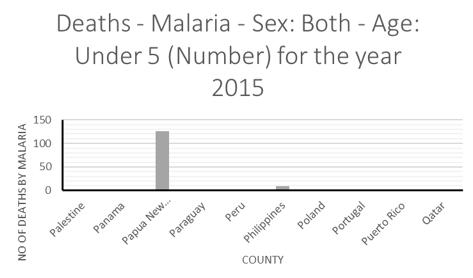 Deaths - Malaria - Sex: Both - Age:
Under 5 (Number) for the year
2015
NO OF DEATHS BY MALARIA
150
100
50
0
Palestine
Panama
Papua New...
Paraguay
Peru
Philippines
Poland
Portugal
Puerto Rico
Qatar
COUNTY